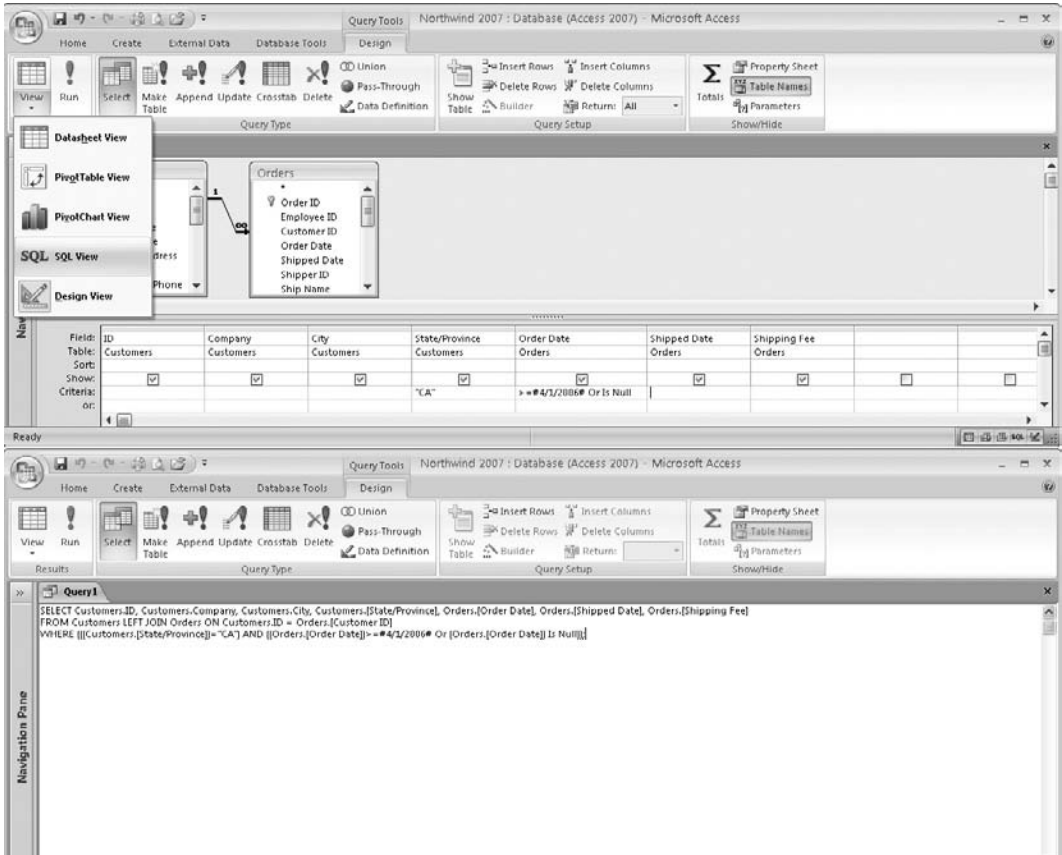 Query Tools Northwind 2007 : Database (Access 2007) - Microsoft Access
Home Create External Data Database Tools Design
View Run Select Make Table Append Update Crosstab Delete
Union
Pass-Through
Data Definition
Show Table
Insert Rows Insert Columns
Delete Rows Delete Columns
Builder Return: All
Totals
Property Sheet
Table Names
Parameters
Query Type Query Setup Show/Hide
Datasheet View
PivotTable View
PivotChart View
SQL SQL View
Design View
dress
Phone
1
∞
Orders
*
Order ID
Employee ID
Customer ID
Order Date
Shipped Date
Shipper ID
Ship Name
Field: ID Company City State/Province Order Date Shipped Date Shipping Fee
Table: Customers Customers Customers Customers Orders Orders Orders
Sort:
Show:
Criteria: "CA" >=#4/1/2006# Or Is Null
or:
Ready
SQL
Query Tools Northwind 2007 : Database (Access 2007) - Microsoft Access
Home Create External Data Database Tools Design
View Run Select Make Table Append Update Crosstab Delete
Union
Pass-Through
Data Definition
Show Table
Insert Rows Insert Columns
Delete Rows Delete Columns
Builder Return:
Totals
Property Sheet
Table Names
Parameters
Results Query Type Query Setup Show/Hide
Query1
SELECT Customers.ID, Customers.Company, Customers.City, Customers.[State/Province], Orders.[Order Date], Orders.[Shipped Date], Orders.[Shipping Fee]
FROM Customers LEFT JOIN Orders ON Customers.ID = Orders.[Customer ID]
WHERE (((Customers.[State/Province])="CA") AND ((Orders.[Order Date])>=#4/1/2006# Or (Orders.[Order Date]) Is Null));
Navigation Pane